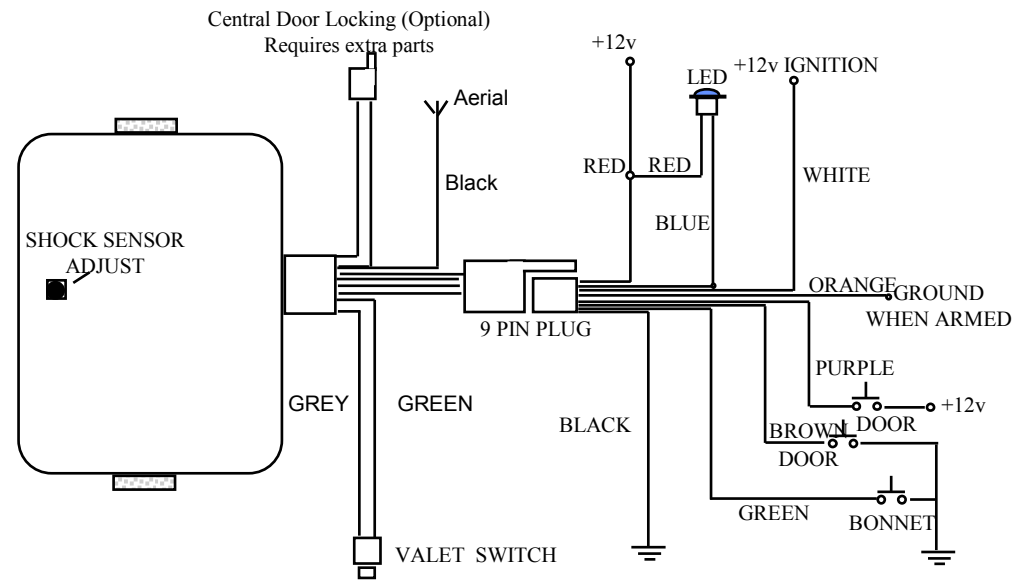 Central Door Locking (Optional)
Requires extra parts
+12v
LED
+12v IGNITION
Aerial
RED
RED
WHITE
Black
BLUE
SHOCK SENSOR
ADJUST
ORANGE
GROUND
WHEN ARMED
9 PIN PLUG
PURPLE
GREY
GREEN
+12v
BLACK
DOOR
BROWN
DOOR
GREEN
BONNET
VALET SWITCH